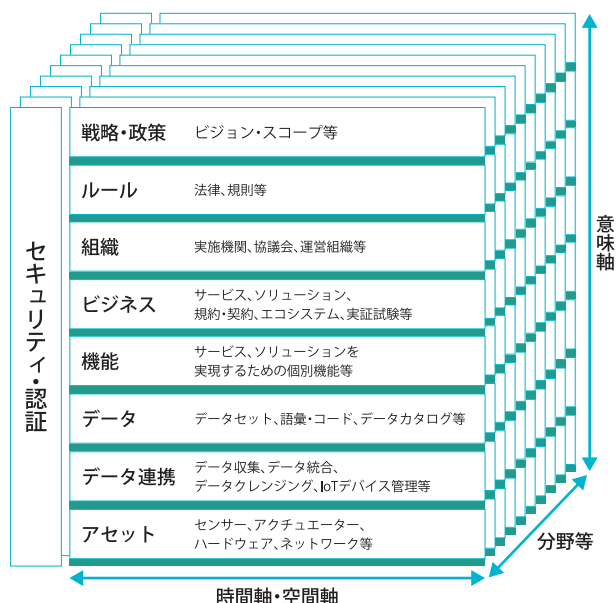 セキュリティ・認証
戦略・政策
ビジョン・スコープ等
ルール
法律、規則等
組織
実施機関、協議会、運営組織等
ビジネス
サービス、ソリューション、
規約・契約、エコシステム、実証試験等
機能
サービス、ソリューションを
実現するための個別機能等
データ
データセット、語彙・コード、データカタログ等
データ連携
データ収集、データ統合、
データクレンジング、IoTデバイス管理等
アセット
センサー、アクチュエーター、
ハードウェア、ネットワーク等
意味軸
分野等
時間軸・空間軸